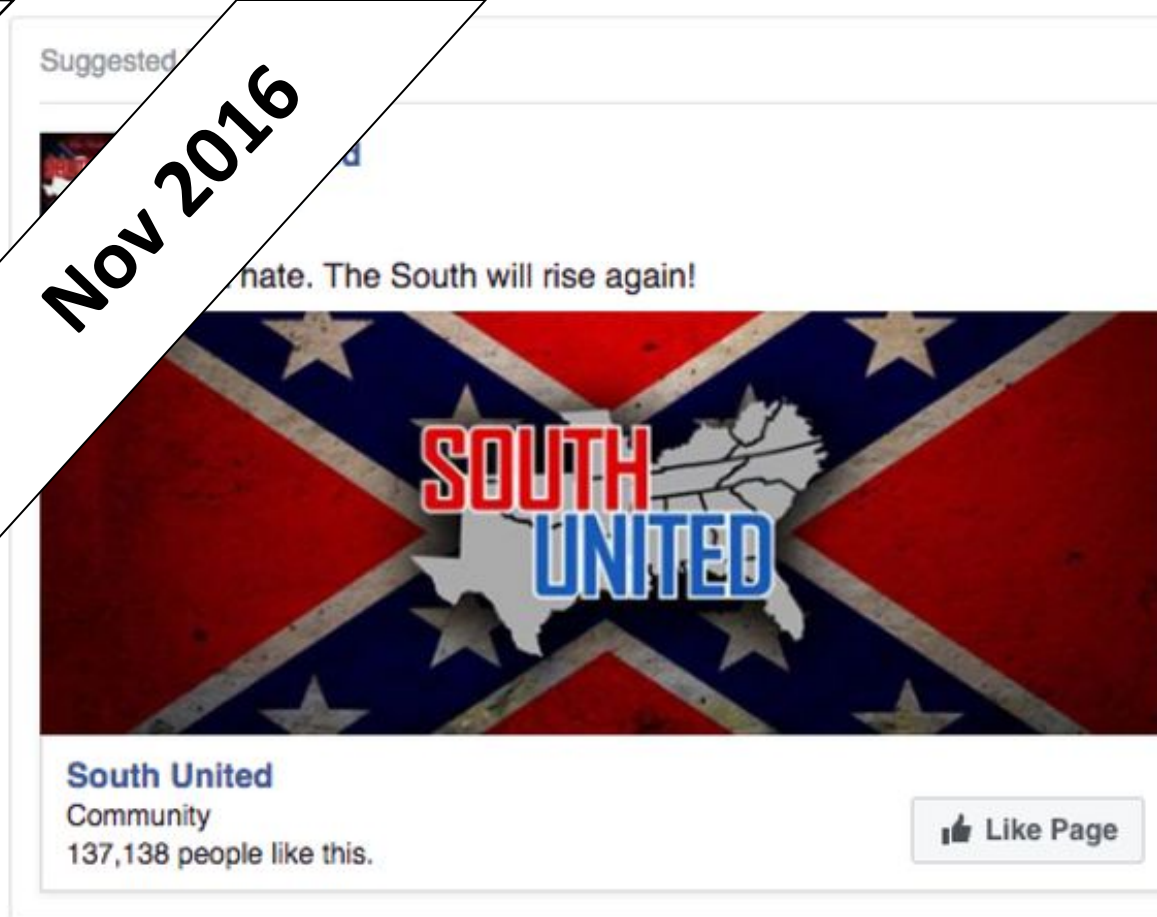 Suggested
Nov 2016
hate. The South will rise again!
SOUTH
UNITED
South United
Community
137,138 people like this.
Like Page